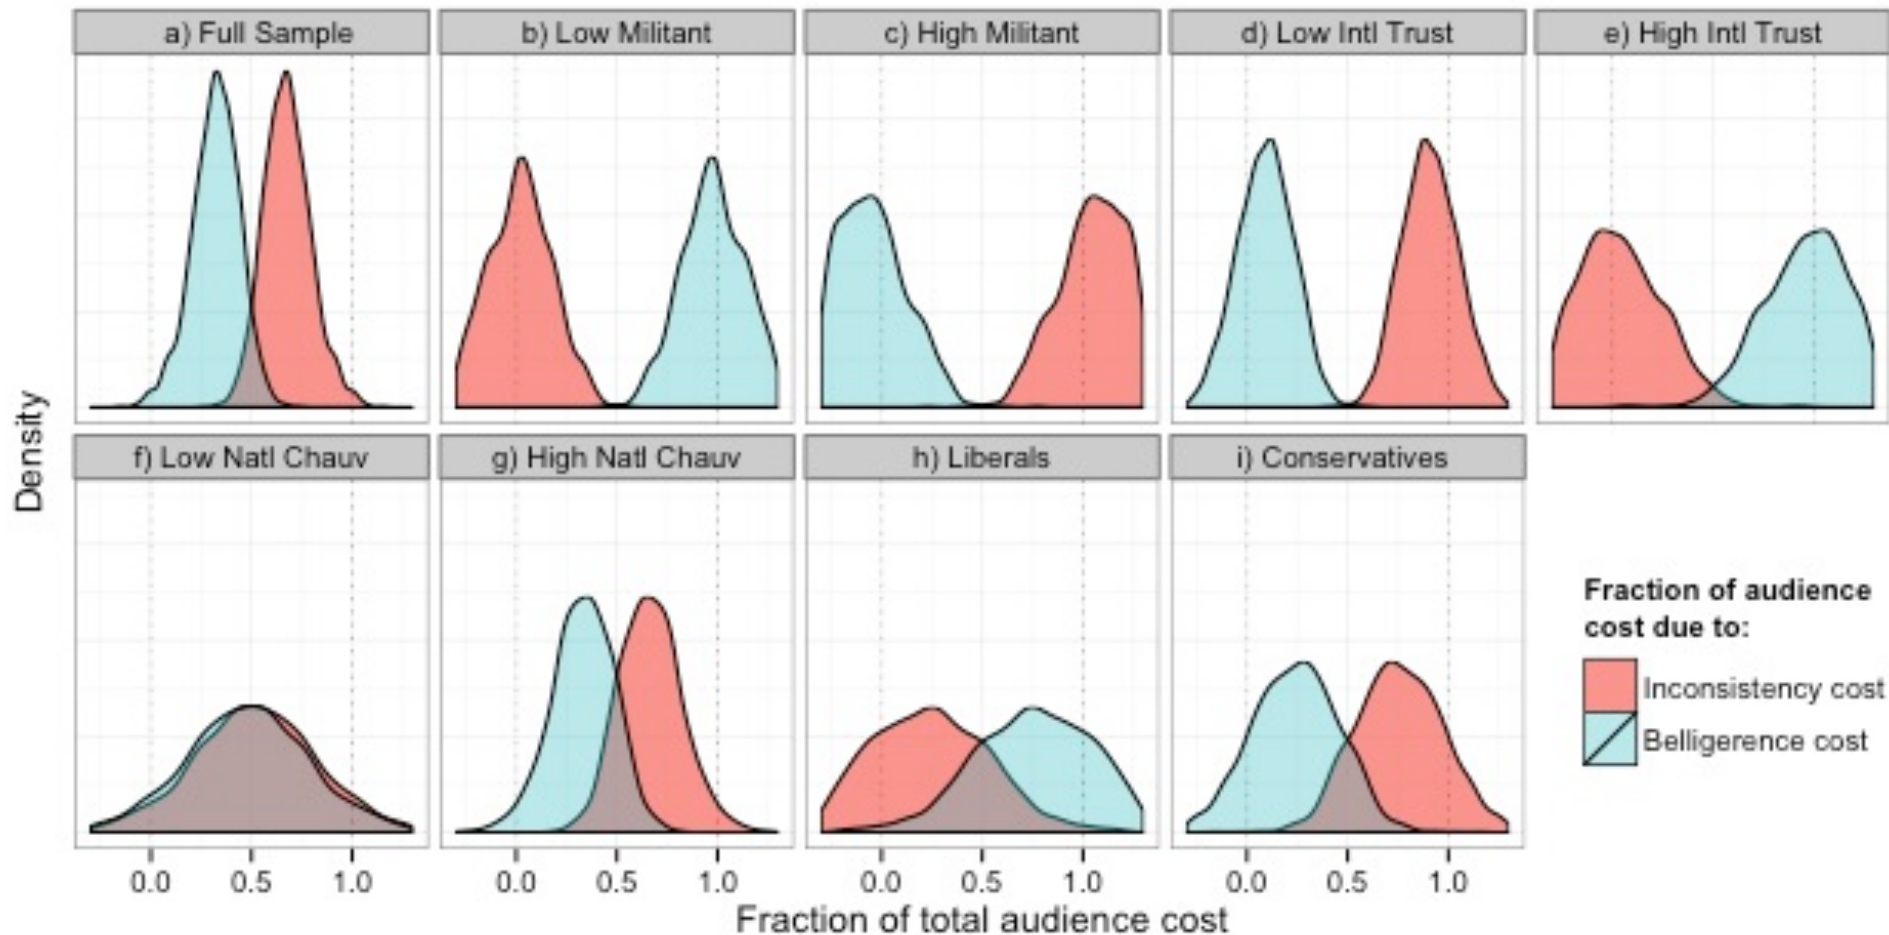 a) Full Sample
b) Low Militant
c) High Militant
d) Low Intl Trust
e) High Intl Trust
f) Low Natl Chauv
g) High Natl Chauv
h) Liberals
i) Conservatives
Density
Fraction of audience
cost due to:
Inconsistency cost
Belligerence cost
0.0 0.5 1.0
0.0 0.5 1.0
0.0 0.5 1.0
0.0 0.5 1.0
Fraction of total audience cost